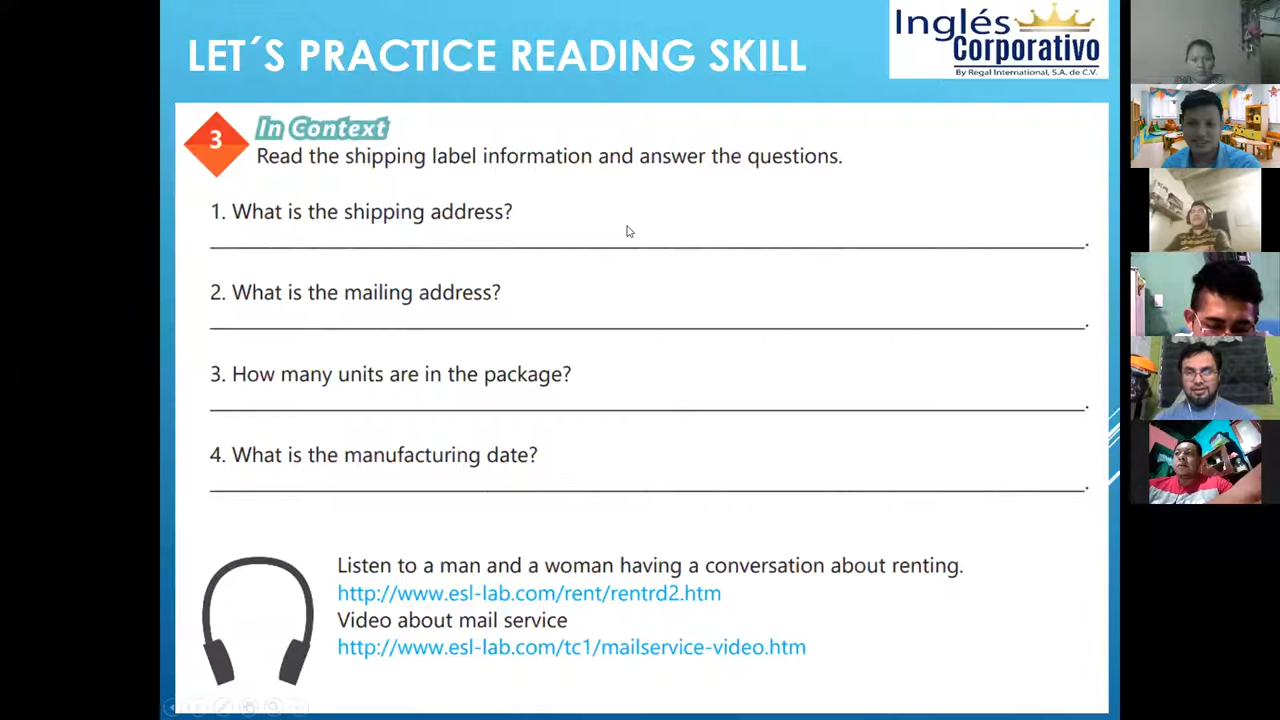 LET´S PRACTICE READING SKILL
Inglés
Corporativo
By Regal International, S.A. de C.V.
3
In Context
Read the shipping label information and answer the questions.
1. What is the shipping address?
.
2. What is the mailing address?
.
3. How many units are in the package?
.
4. What is the manufacturing date?
.
Listen to a man and a woman having a conversation about renting.
http://www.esl-lab.com/rent/rentrd2.htm
Video about mail service
http://www.esl-lab.com/tc1/mailservice-video.htm